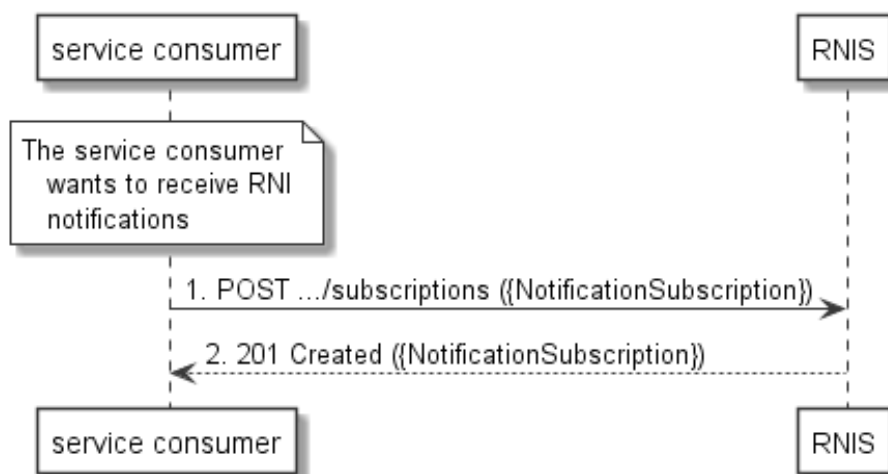 service consumer
RNIS
The service consumer
wants to receive RNI
notifications
1. POST .../subscriptions ({NotificationSubscription})
2. 201 Created ({NotificationSubscription})
service consumer
RNIS